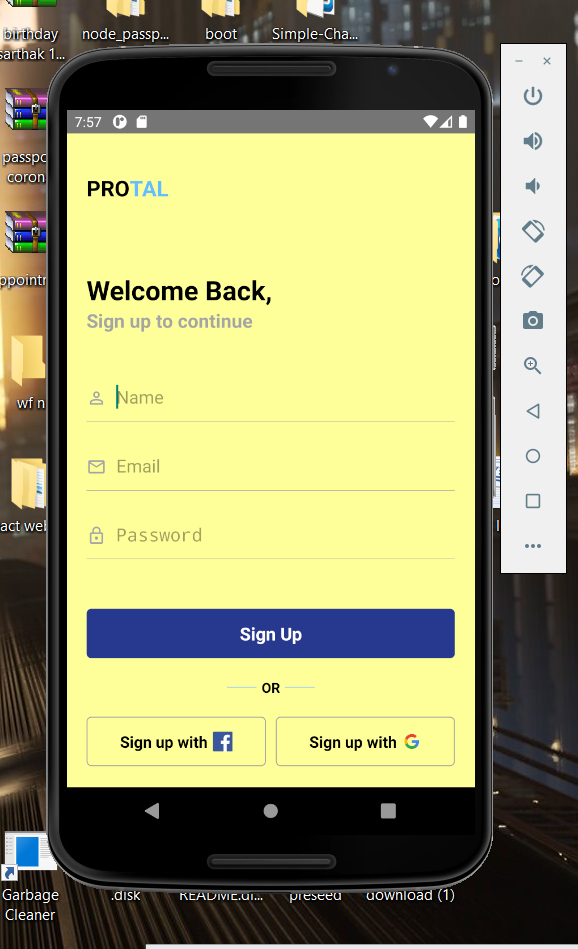 birthday
sarthak 1...
node_passp...
boot
Simple-Cha...
passpo
coron
ppointr
wf n
act web
7:57
PROTAL
Welcome Back,
Sign up to continue
Name
Email
Password
Sign Up
OR
Sign up with
Sign up with
Garbage
Cleaner
.disk
README.di...
preseed
download (1)